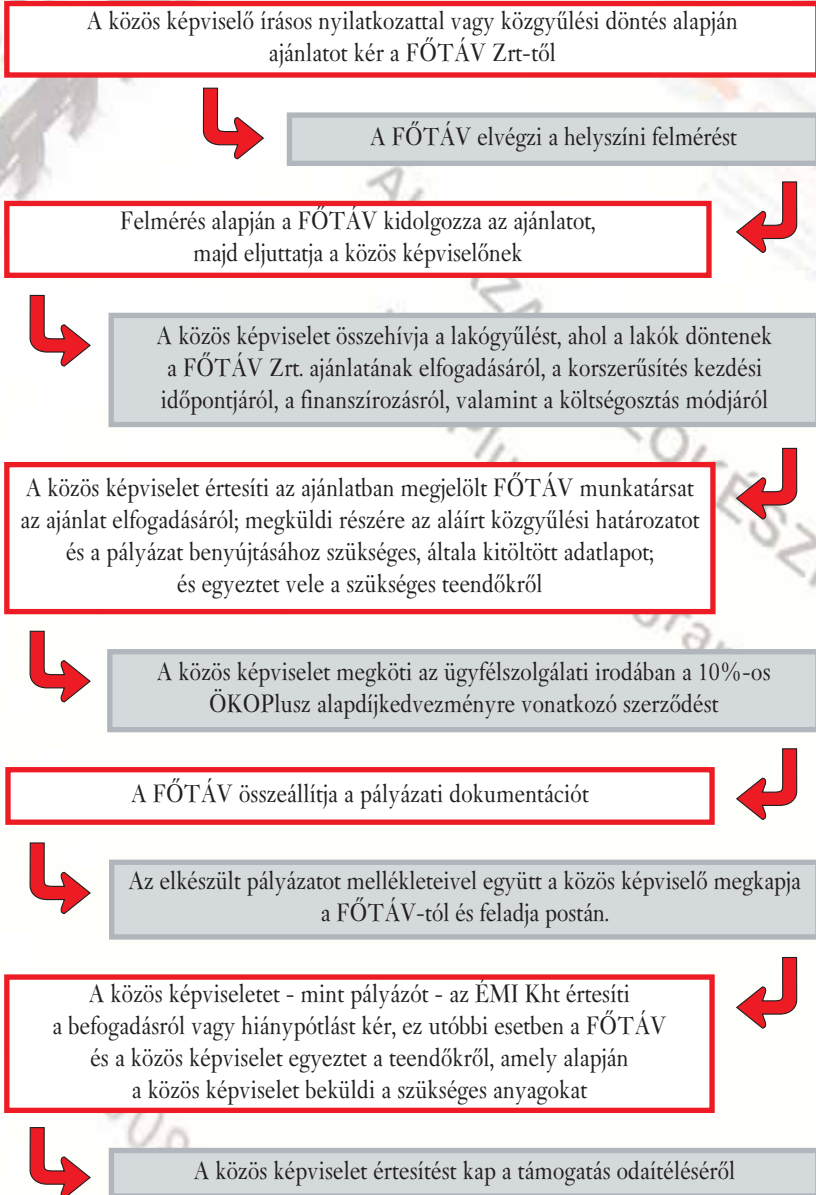 A közös képviselő írásos nyilatkozattal vagy közgyűlési döntés alapján
ajánlatot kér a FŐTÁV Zrt-től
A FŐTÁV elvégzi a helyszíni felmérést
Felmérés alapján a FŐTÁV kidolgozza az ajánlatot,
majd eljuttatja a közös képviselőnek
A közös képviselet összehívja a lakógyűlést, ahol a lakók döntenek
a FŐTÁV Zrt. ajánlatának elfogadásáról, a korszerűsítés kezdési
időpontjáról, a finanszírozásról, valamint a költségosztás módjáról
A közös képviselet értesíti az ajánlatban megjelölt FŐTÁV munkatársat
az ajánlat elfogadásáról; megküldi részére az aláírt közgyűlési határozatot
és a pályázat benyújtásához szükséges, általa kitöltött adatlapot;
és egyeztet vele a szükséges teendőkről
A közös képviselet megköti az ügyfélszolgálati irodában a 10%-os
ÖKOPlusz alapdíjkedvezményre vonatkozó szerződést
A FŐTÁV összeállítja a pályázati dokumentációt
Az elkészült pályázatot mellékleteivel együtt a közös képviselő megkapja
a FŐTÁV-tól és feladja postán.
A közös képviseletet - mint pályázót - az ÉMI Kht értesíti
a befogadásról vagy hiánypótlást kér, ez utóbbi esetben a FŐTÁV
és a közös képviselet egyeztet a teendőkről, amely alapján
a közös képviselet beküldi a szükséges anyagokat
A közös képviselet értesítést kap a támogatás odaítéléséről